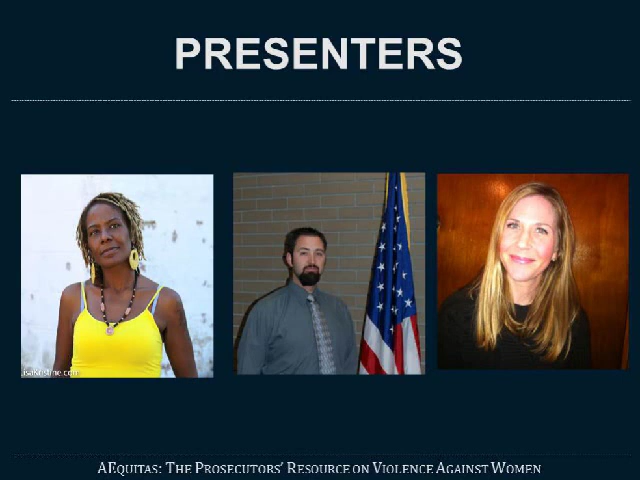 PRESENTERS
AEQUITAS: THE PROSECUTORS' RESOURCE ON VIOLENCE AGAINST WOMEN